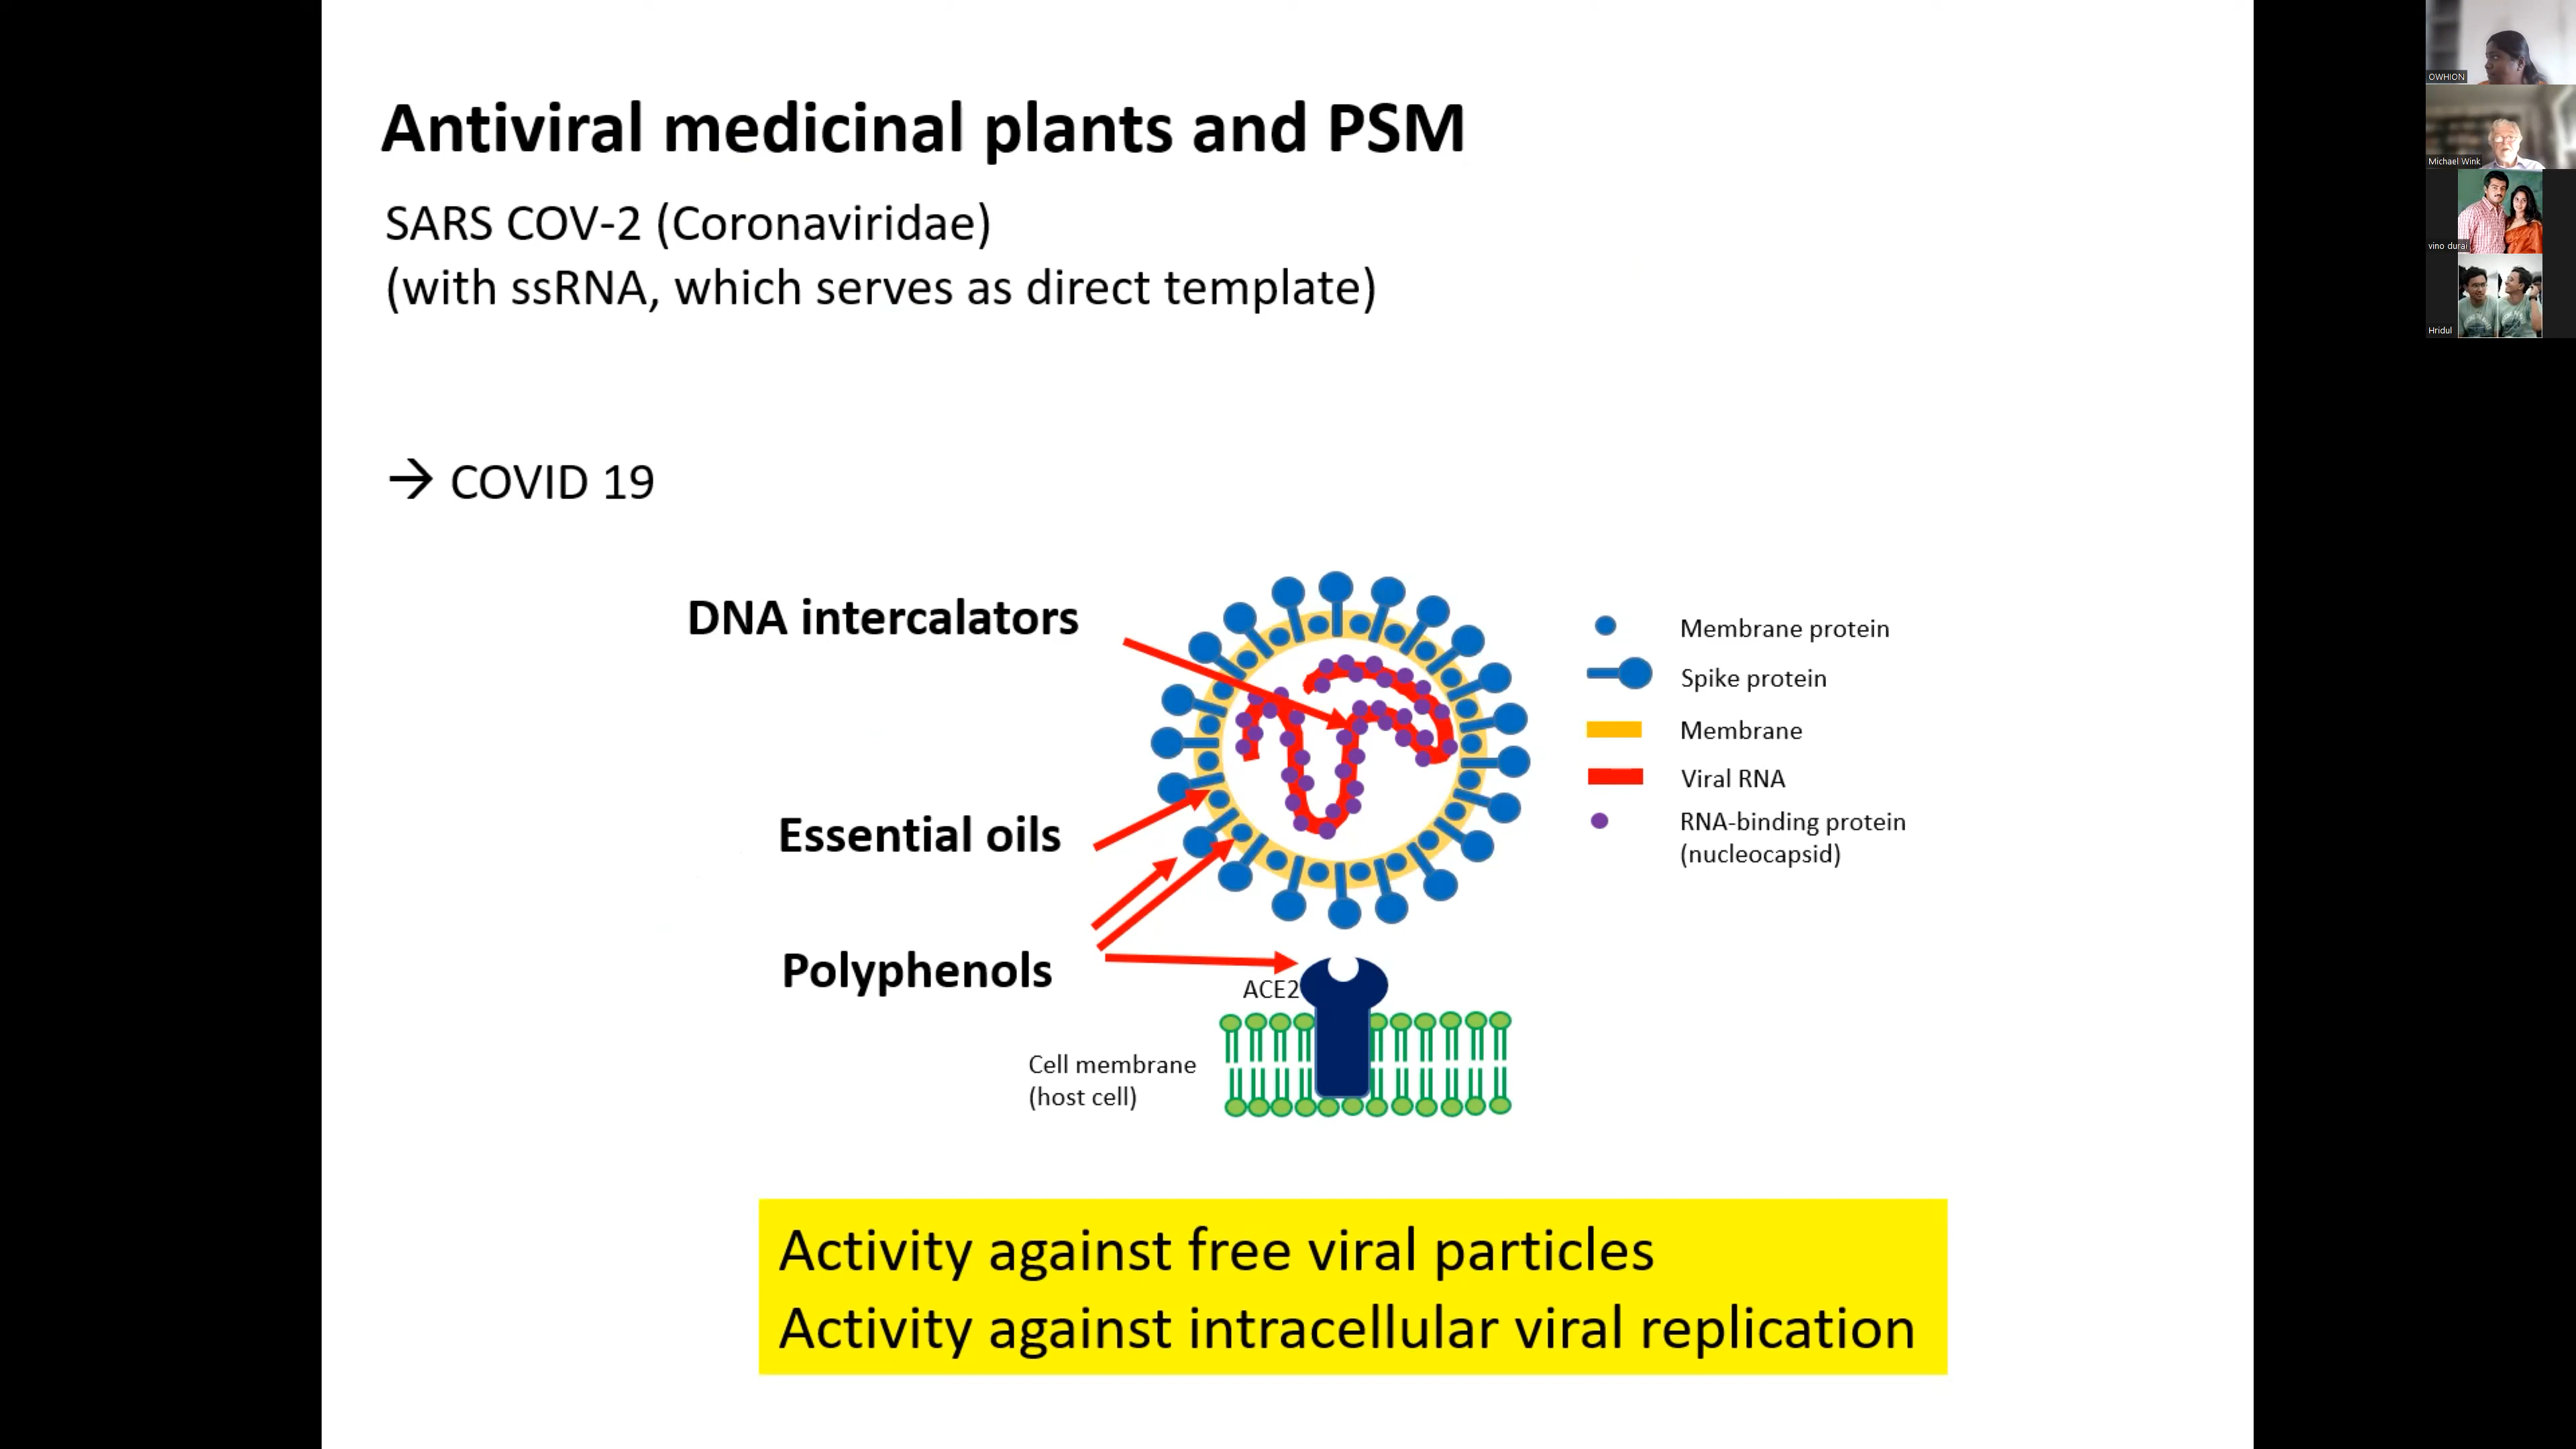 Antiviral medicinal plants and PSM
SARS COV-2 (Coronaviridae)
(with ssRNA, which serves as direct template)
→ COVID 19
DNA intercalators
Essential oils
Polyphenols
ACE2
Cell membrane
(host cell)
Membrane protein
Spike protein
Membrane
Viral RNA
RNA-binding protein
(nucleocapsid)
Activity against free viral particles
Activity against intracellular viral replication
OWHION
Michael Wink
vino durai
Hridul